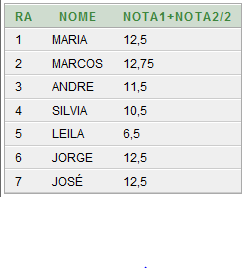 RA NOME NOTA1+NOTA2/2
1 MARIA 12,5
2 MARCOS 12,75
3 ANDRE 11,5
4 SILVIA 10,5
5 LEILA 6,5
6 JORGE 12,5
7 JOSÉ 12,5